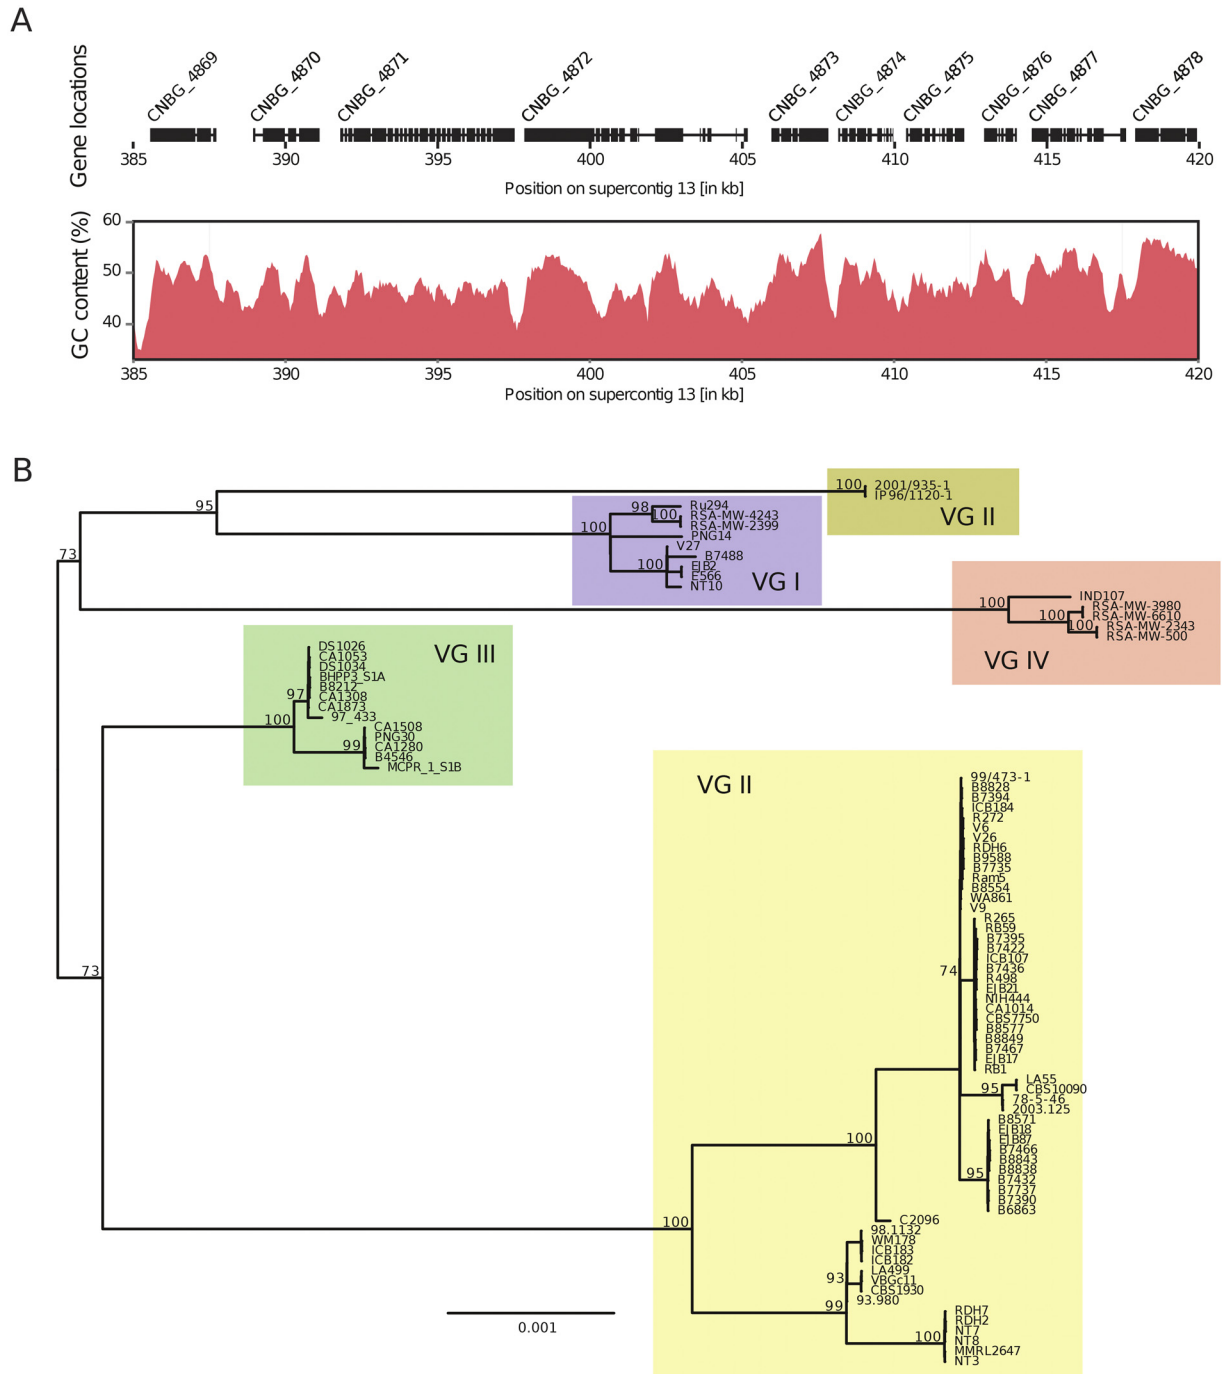 A
Gene locations
CNBG_4869
CNBG_4870
CNBG_4871
CNBG_4872
CNBG_4873
CNBG_4874
CNBG_4875
CNBG_4876
CNBG_4877
CNBG_4878
385 390 395 400 405 410 415 420
Position on supercontig 13 [in kb]
GC content (%)
60
50
40
385 390 395 400 405 410 415 420
Position on supercontig 13 [in kb]
B
73
95
100
2001/935-1
IP96/1120-1
VG II
100
98
Ru294
100
RSA-MW-4243
RSA-MW-2399
PNG14
V27
B7488
100
EJB2
E566
NT10
VG I
100
IND107
100
RSA-MW-3980
RSA-MW-6610
100
RSA-MW-2343
RSA-MW-500
VG IV
VG III
DS1026
CA1053
DS1034
BHPP3_S1A
B8212
97
CA1308
CA1873
97_433
100
CA1508
PNG30
99
CA1280
B4546
MCPR_1_S1B
73
VG II
99/473-1
B8828
B7394
ICB184
R272
V6
V26
RDH6
B9588
B7735
Ram5
B8554
WA861
V9
R265
RB59
B7395
B7422
ICB107
74
B7436
R498
EJB21
NIH444
CA1014
CBS7750
B8577
B8849
B7467
EJB17
RB1
LA55
95
CBS10090
78-5-46
2003.125
B8571
EJB18
EJB87
B7466
B8843
95
B8838
B7432
B7737
B7390
B6863
100
C2096
100
98.1132
WM178
ICB183
ICB182
LA499
93
VBGc11
CBS1930
99
93.980
RDH7
RDH2
NT7
100
NT8
MMRL2647
NT3
0.001